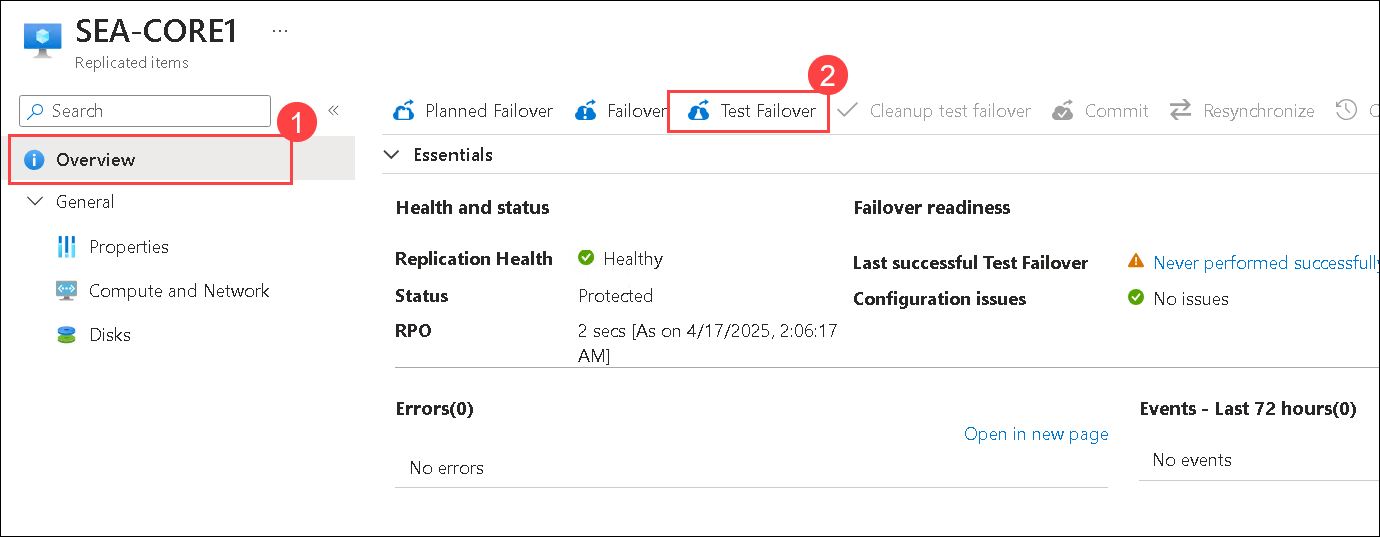 SEA-CORE1 ...
Replicated items
Search
1
«
Planned Failover
Failover
Test Failover
2
Cleanup test failover
Commit
Resynchronize
Overview
Essentials
General
Properties
Compute and Network
Disks
Health and status
Failover readiness
Replication Health Healthy
Last successful Test Failover Never performed successfully
Status Protected
Configuration issues No issues
RPO 2 secs [As on 4/17/2025, 2:06:17
AM]
Errors(0)
Events - Last 72 hours(0)
Open in new page
No errors
No events